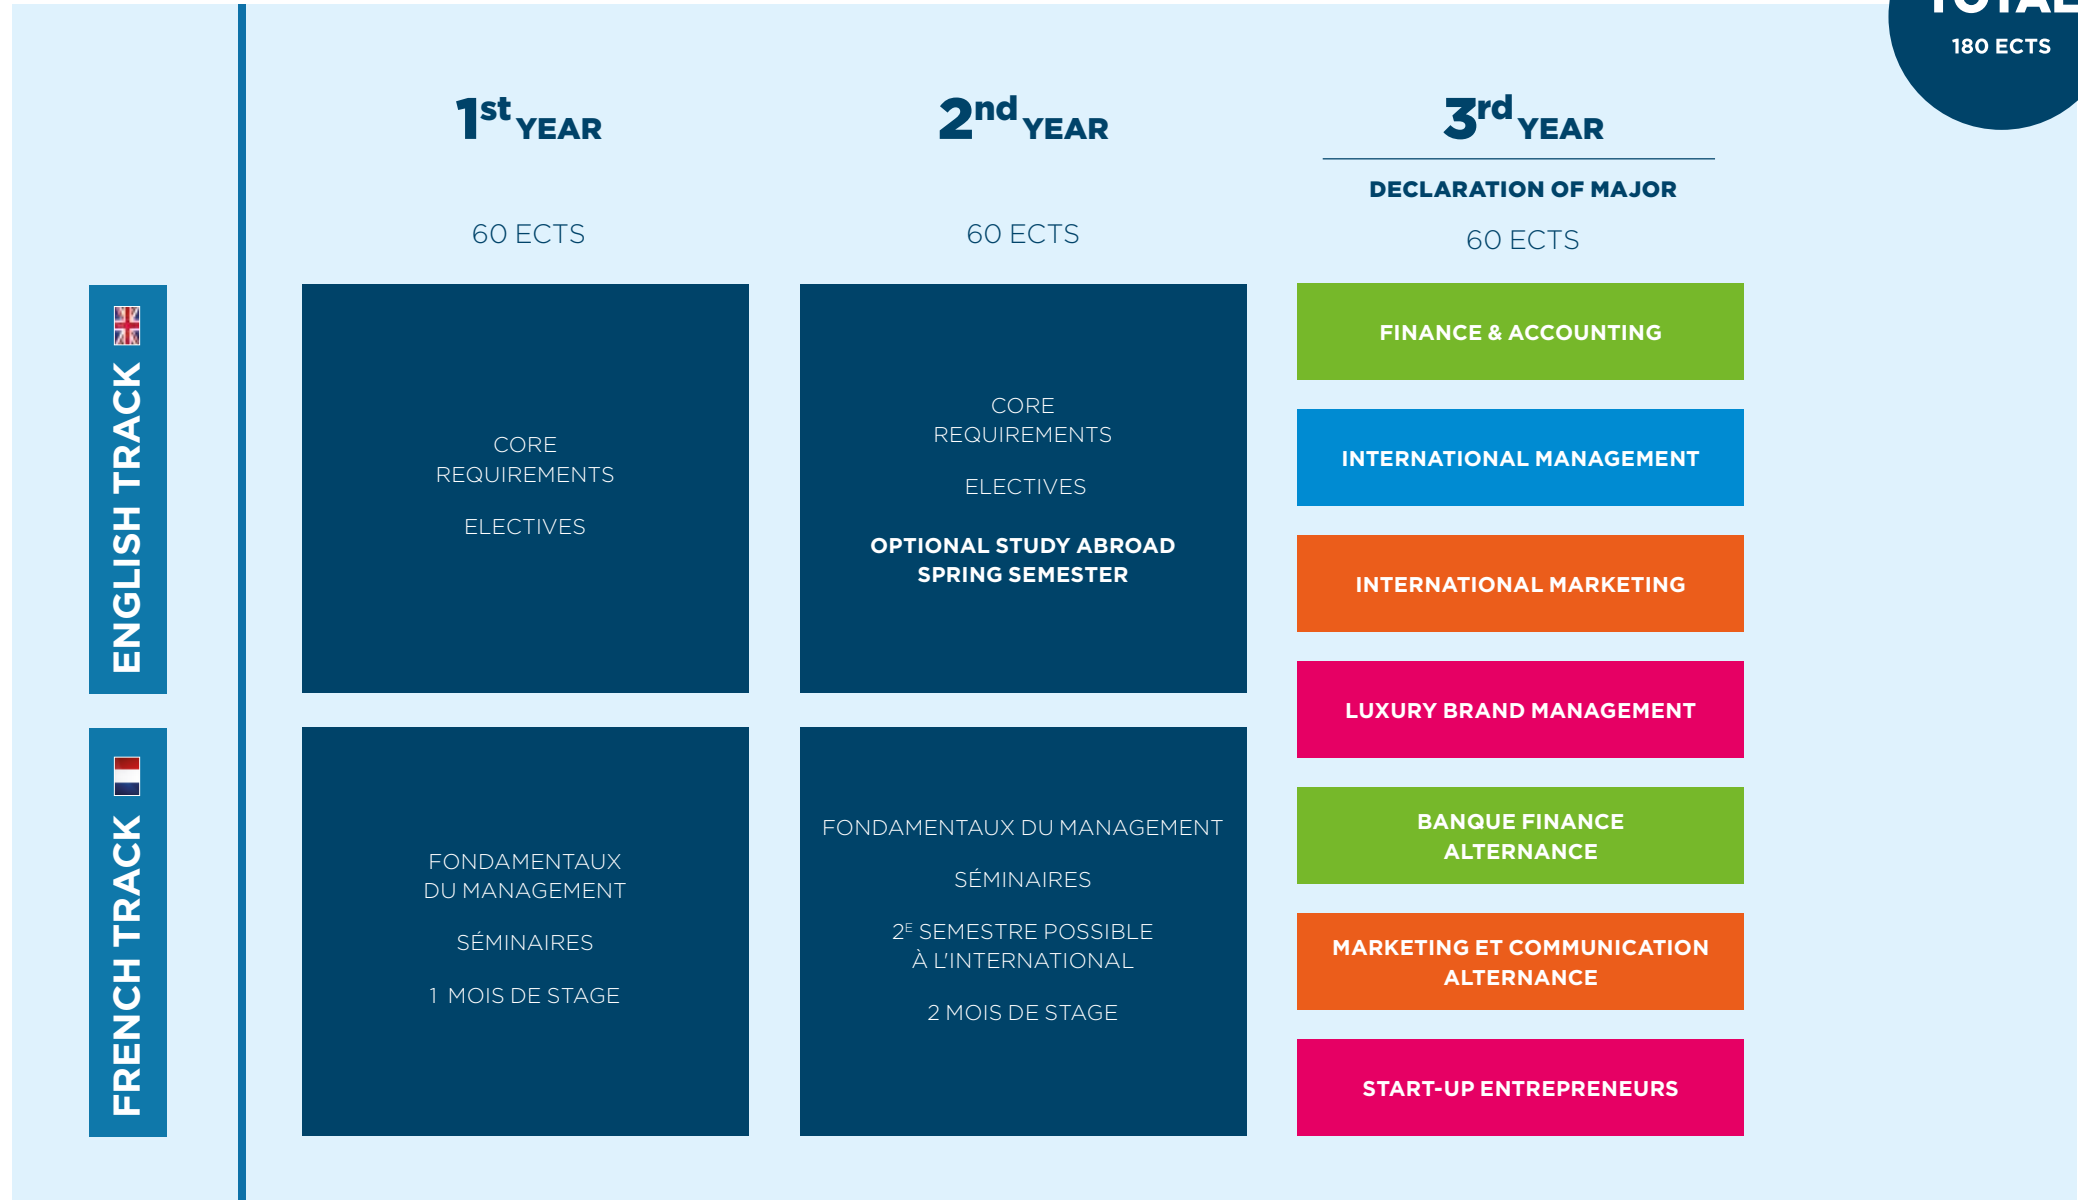 TOTAL
180 ECTS
1st YEAR
2nd YEAR
3rd YEAR
DECLARATION OF MAJOR
60 ECTS
60 ECTS
60 ECTS
ENGLISH TRACK
CORE
REQUIREMENTS
ELECTIVES
CORE
REQUIREMENTS
ELECTIVES
OPTIONAL STUDY ABROAD
SPRING SEMESTER
FINANCE & ACCOUNTING
INTERNATIONAL MANAGEMENT
INTERNATIONAL MARKETING
LUXURY BRAND MANAGEMENT
FRENCH TRACK
FONDAMENTAUX
DU MANAGEMENT
SÉMINAIRES
1 MOIS DE STAGE
FONDAMENTAUX DU MANAGEMENT
SÉMINAIRES
2E SEMESTRE POSSIBLE
À L'INTERNATIONAL
2 MOIS DE STAGE
BANQUE FINANCE
ALTERNANCE
MARKETING ET COMMUNICATION
ALTERNANCE
START-UP ENTREPRENEURS